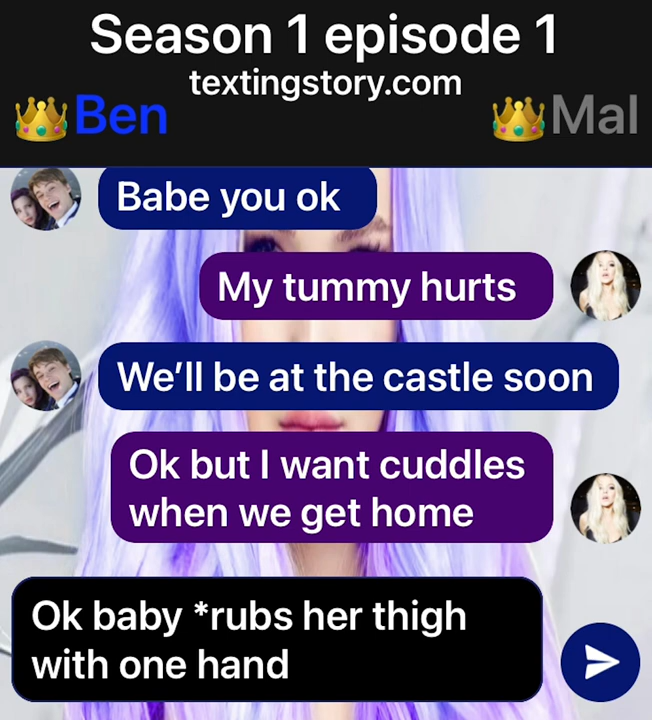 Season 1 episode 1
textingstory.com
👑Ben
👑Mal
Babe you ok
My tummy hurts
We’ll be at the castle soon
Ok but I want cuddles
when we get home
Ok baby *rubs her thigh
with one hand